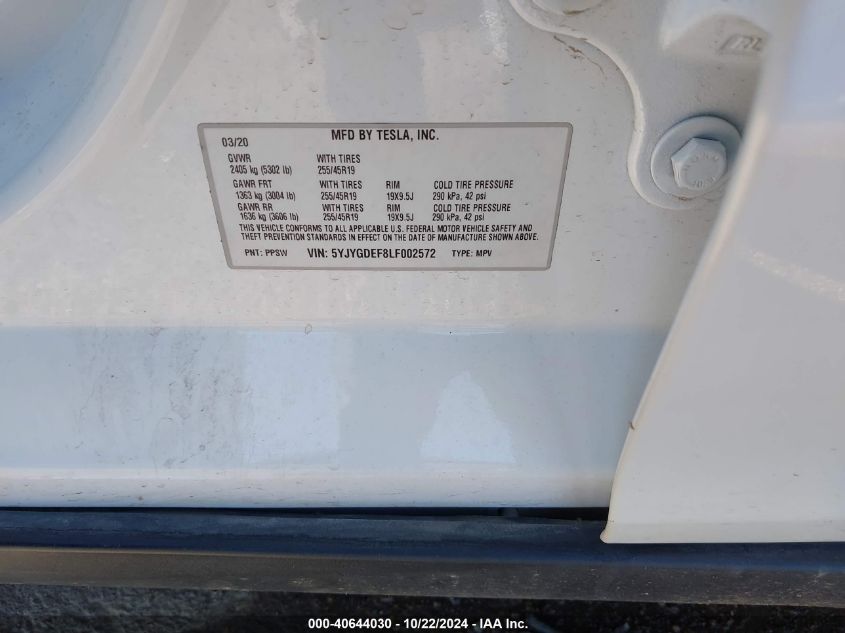 03/20 MFD BY TESLA, INC.
GVWR WITH TIRES
2405 kg (5302 lb) 255/45R19
GAWR FRT WITH TIRES RIM COLD TIRE PRESSURE
1363 kg (3004 lb) 255/45R19 19X9.5J 290 kPa, 42 psi
GAWR RR WITH TIRES RIM COLD TIRE PRESSURE
1636 kg (3606 lb) 255/45R19 19X9.5J 290 kPa, 42 psi
THIS VEHICLE CONFORMS TO ALL APPLICABLE U.S. FEDERAL MOTOR VEHICLE SAFETY AND
THEFT PREVENTION STANDARDS IN EFFECT ON THE DATE OF MANUFACTURE SHOWN ABOVE.
PNT: PPSW VIN: 5YJYGDEF8LF002572 TYPE: MPV
000-40644030 - 10/22/2024 - IAA Inc.